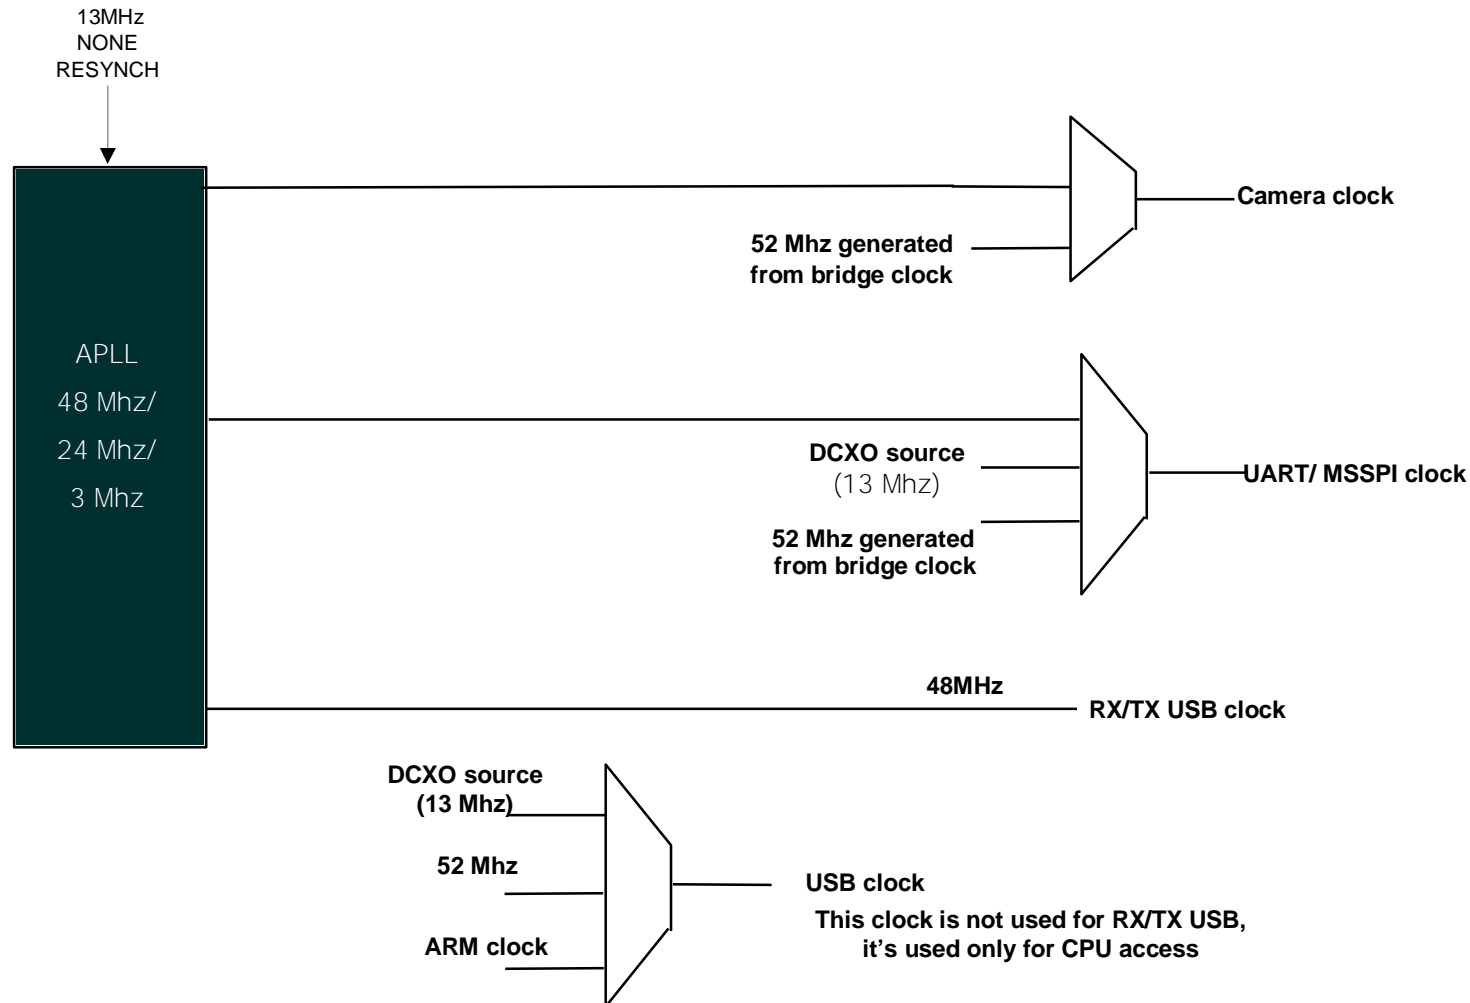 13MHz
NONE
RESYNCH
Camera clock
52 Mhz generated
from bridge clock
APLL
48 Mhz/
24 Mhz/
3 Mhz
DCXO source
(13 Mhz)
UART/ MSSPI clock
52 Mhz generated
from bridge clock
48MHz
RX/TX USB clock
DCXO source
(13 Mhz)
52 Mhz
USB clock
This clock is not used for RX/TX USB,
it's used only for CPU access
ARM clock